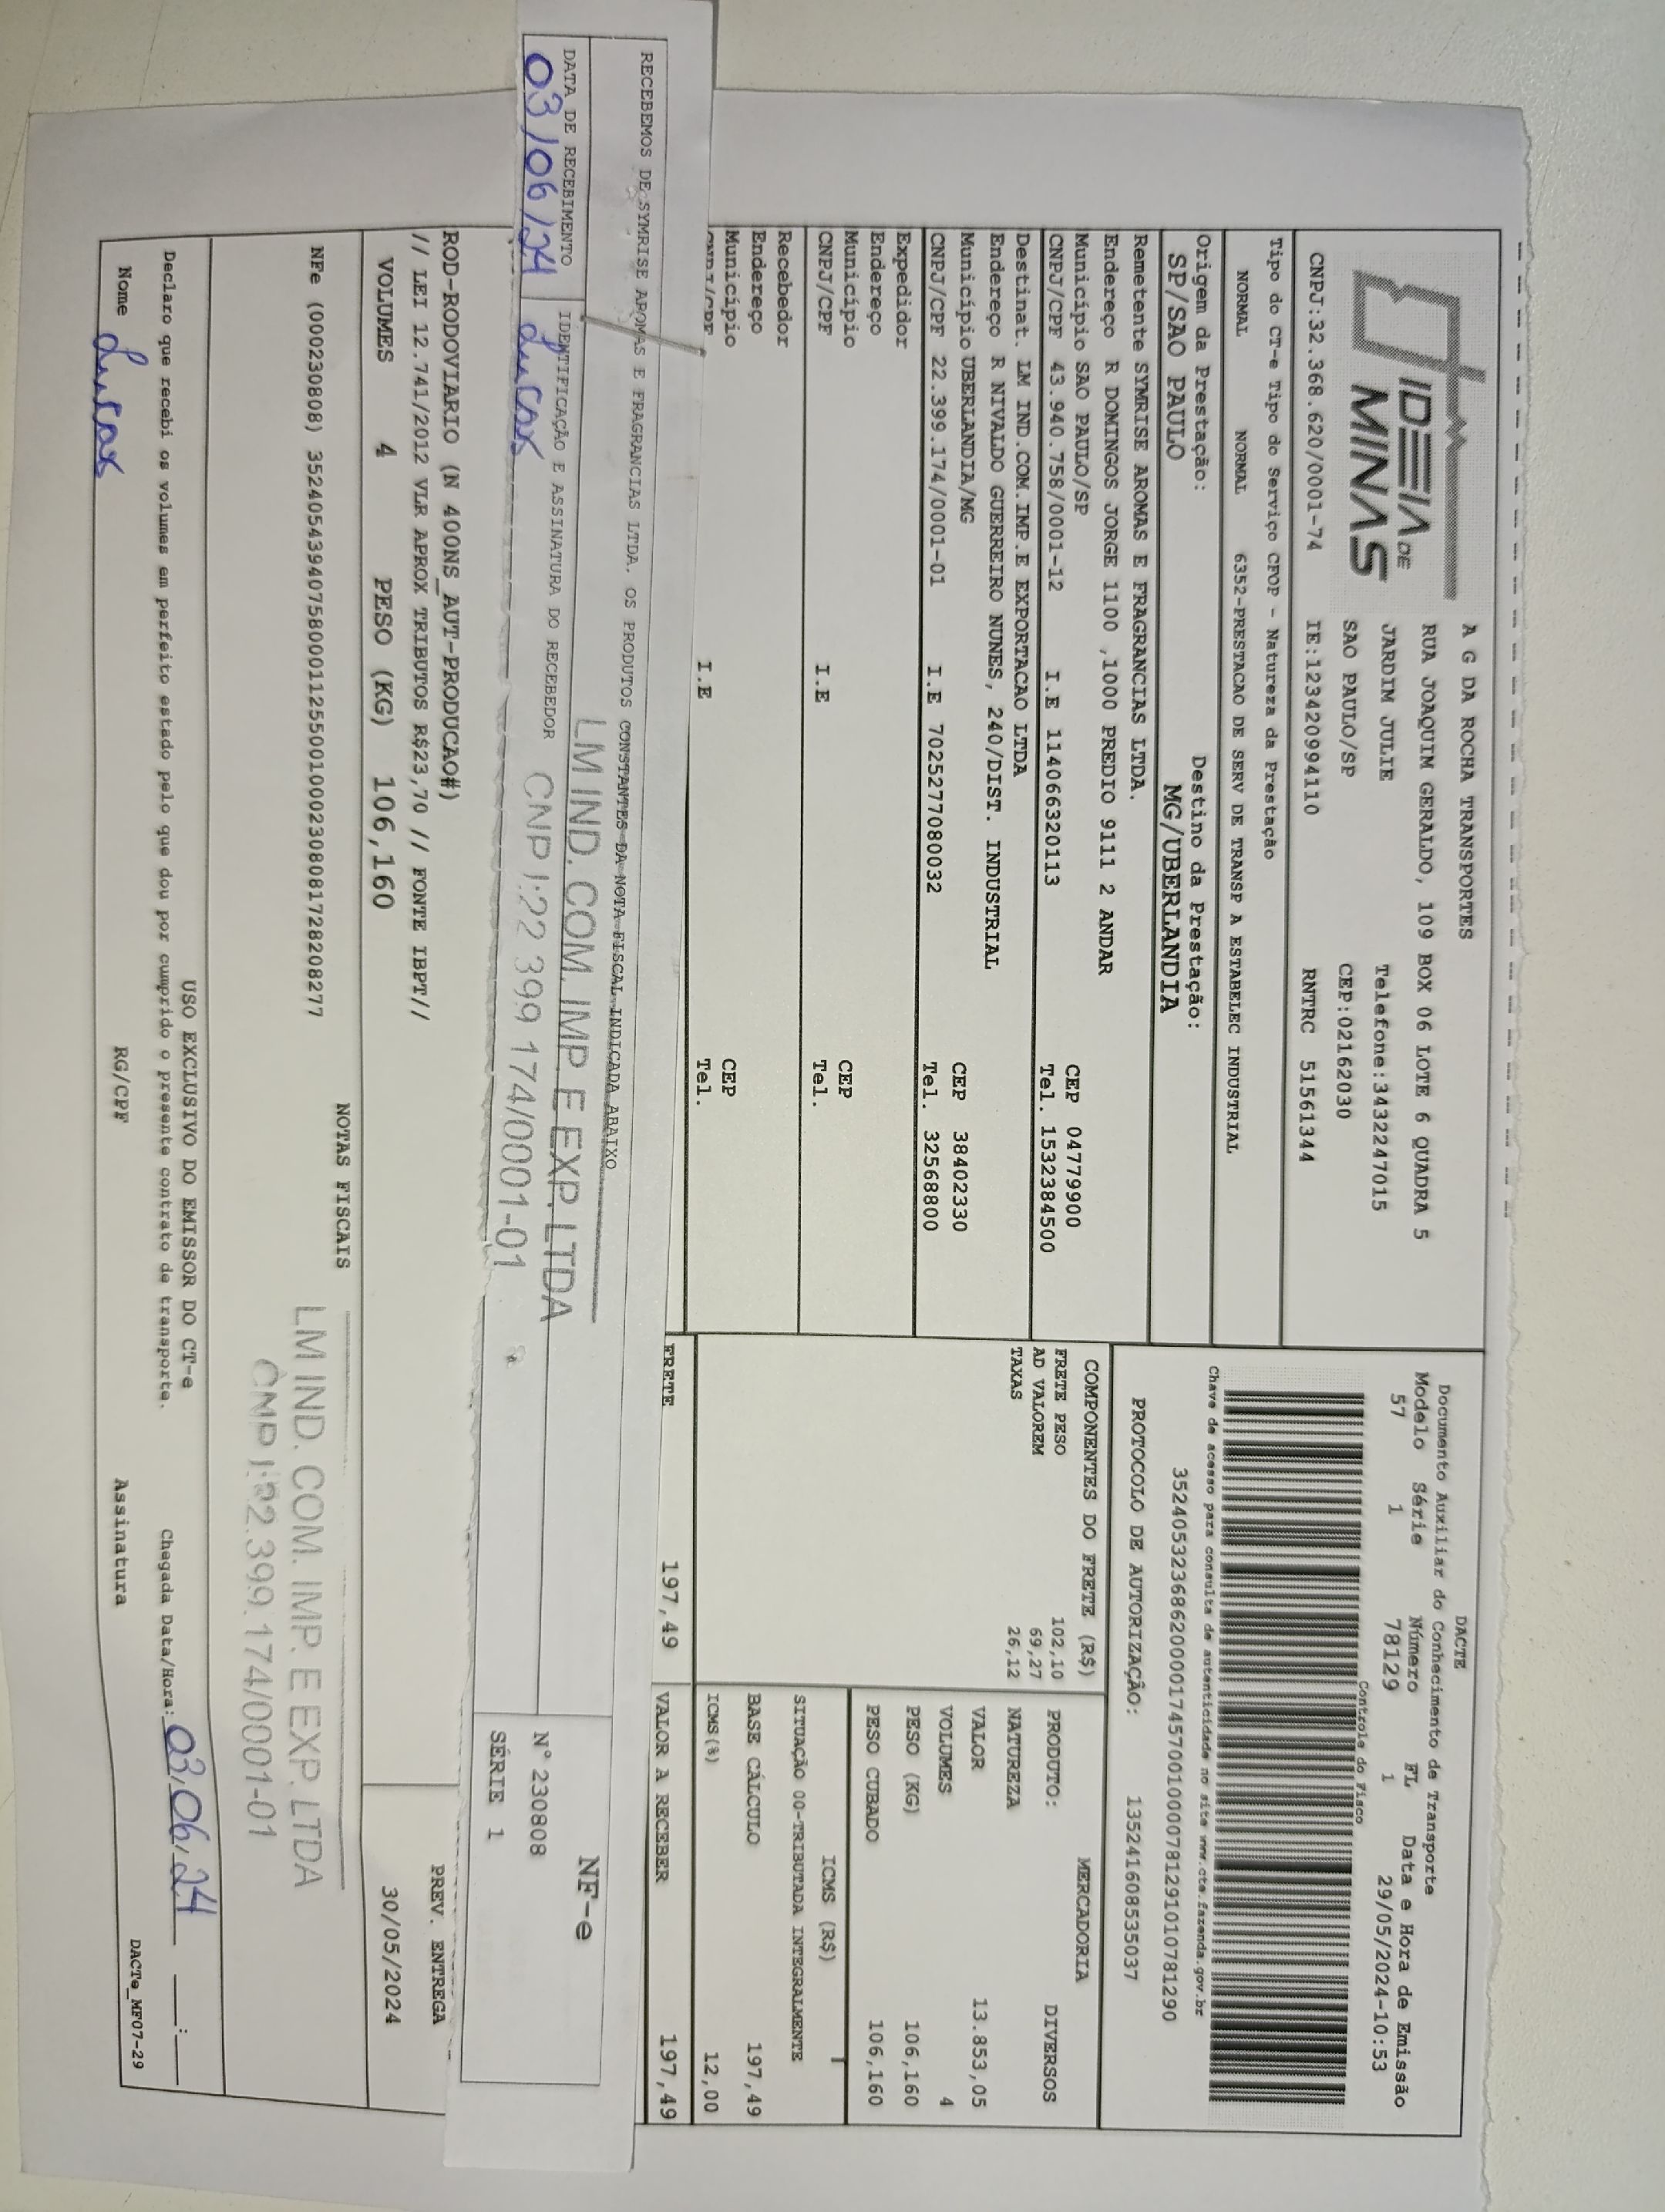 IDEIA DE
MINAS
A G DA ROCHA TRANSPORTES
RUA JOAQUIM GERALDO, 109 BOX 06 LOTE 6 QUADRA 5
JARDIM JULIE Telefone:3432247015
SAO PAULO/SP CEP:02162030
CNPJ:32.368.620/0001-74 IE:123420994110 RNTRC 51561344
DACTE
Documento Auxiliar do Conhecimento de Transporte
Modelo Série Número FL Data e Hora de Emissão
57 1 78129 1 29/05/2024-10:53
Controle do Fisco
Chave de acesso para consulta de autenticidade no site www.cte.fazenda.gov.br
35240532368620000174570010000781291010781290
PROTOCOLO DE AUTORIZAÇÃO: 135241608535037
Tipo do CT-e Tipo do Serviço CFOP - Natureza da Prestação
NORMAL NORMAL 6352-PRESTACAO DE SERV DE TRANSP A ESTABELEC INDUSTRIAL
Origem da Prestação: Destino da Prestação:
SP/SAO PAULO MG/UBERLANDIA
Remetente SYMRISE AROMAS E FRAGRANCIAS LTDA.
Endereço R DOMINGOS JORGE 1100 ,1000 PREDIO 9111 2 ANDAR
Município SAO PAULO/SP CEP 04779900
CNPJ/CPF 43.940.758/0001-12 I.E 114066320113 Tel. 1532384500
Destinat. LM IND.COM.IMP.E EXPORTACAO LTDA
Endereço R NIVALDO GUERREIRO NUNES, 240/DIST. INDUSTRIAL
Município UBERLANDIA/MG CEP 38402330
CNPJ/CPF 22.399.174/0001-01 I.E 7025277080032 Tel. 32568800
Expedidor
Endereço
Município CEP
CNPJ/CPF I.E Tel.
Recebedor
Endereço
Município CEP
CNPJ/CPF I.E Tel.
COMPONENTES DO FRETE (R$)
FRETE PESO 102,10
AD VALOREM 69,27
TAXAS 26,12
FRETE 197,49
MERCADORIA
PRODUTO: DIVERSOS
NATUREZA
VALOR 13.853,05
VOLUMES 4
PESO (KG) 106,160
PESO CUBADO 106,160
ICMS (R$)
SITUAÇÃO 00-TRIBUTADA INTEGRALMENTE
BASE CÁLCULO 197,49
ICMS(%) 12,00
VALOR A RECEBER 197,49
RECEBEMOS DE SYMRISE AROMAS E FRAGRANCIAS LTDA. OS PRODUTOS CONSTANTES DA NOTA FISCAL INDICADA ABAIXO
DATA DE RECEBIMENTO IDENTIFICAÇÃO E ASSINATURA DO RECEBEDOR
03/06/24 Lucas
LM IND. COM. IMP E EXP. LTDA
CNPJ:22 399 174/0001-01
NF-e
N° 230808
SÉRIE 1
ROD-RODOVIARIO (N 400NS_AUT-PRODUCAO#)
// LEI 12.741/2012 VLR APROX TRIBUTOS R$23,70 // FONTE IBPT//
VOLUMES 4 PESO (KG) 106,160
PREV. ENTREGA
30/05/2024
NOTAS FISCAIS
NFe (000230808) 35240543940758000112550010002308081728208277
LM IND. COM. IMP. E EXP. LTDA
CNPJ:22.399.174/0001-01
USO EXCLUSIVO DO EMISSOR DO CT-e
Declaro que recebi os volumes em perfeito estado pelo que dou por cumprido o presente contrato de transporte.
Chegada Data/Hora: 03/06/24 __:__
Nome Lucas RG/CPF Assinatura
DACTe_MF07-29